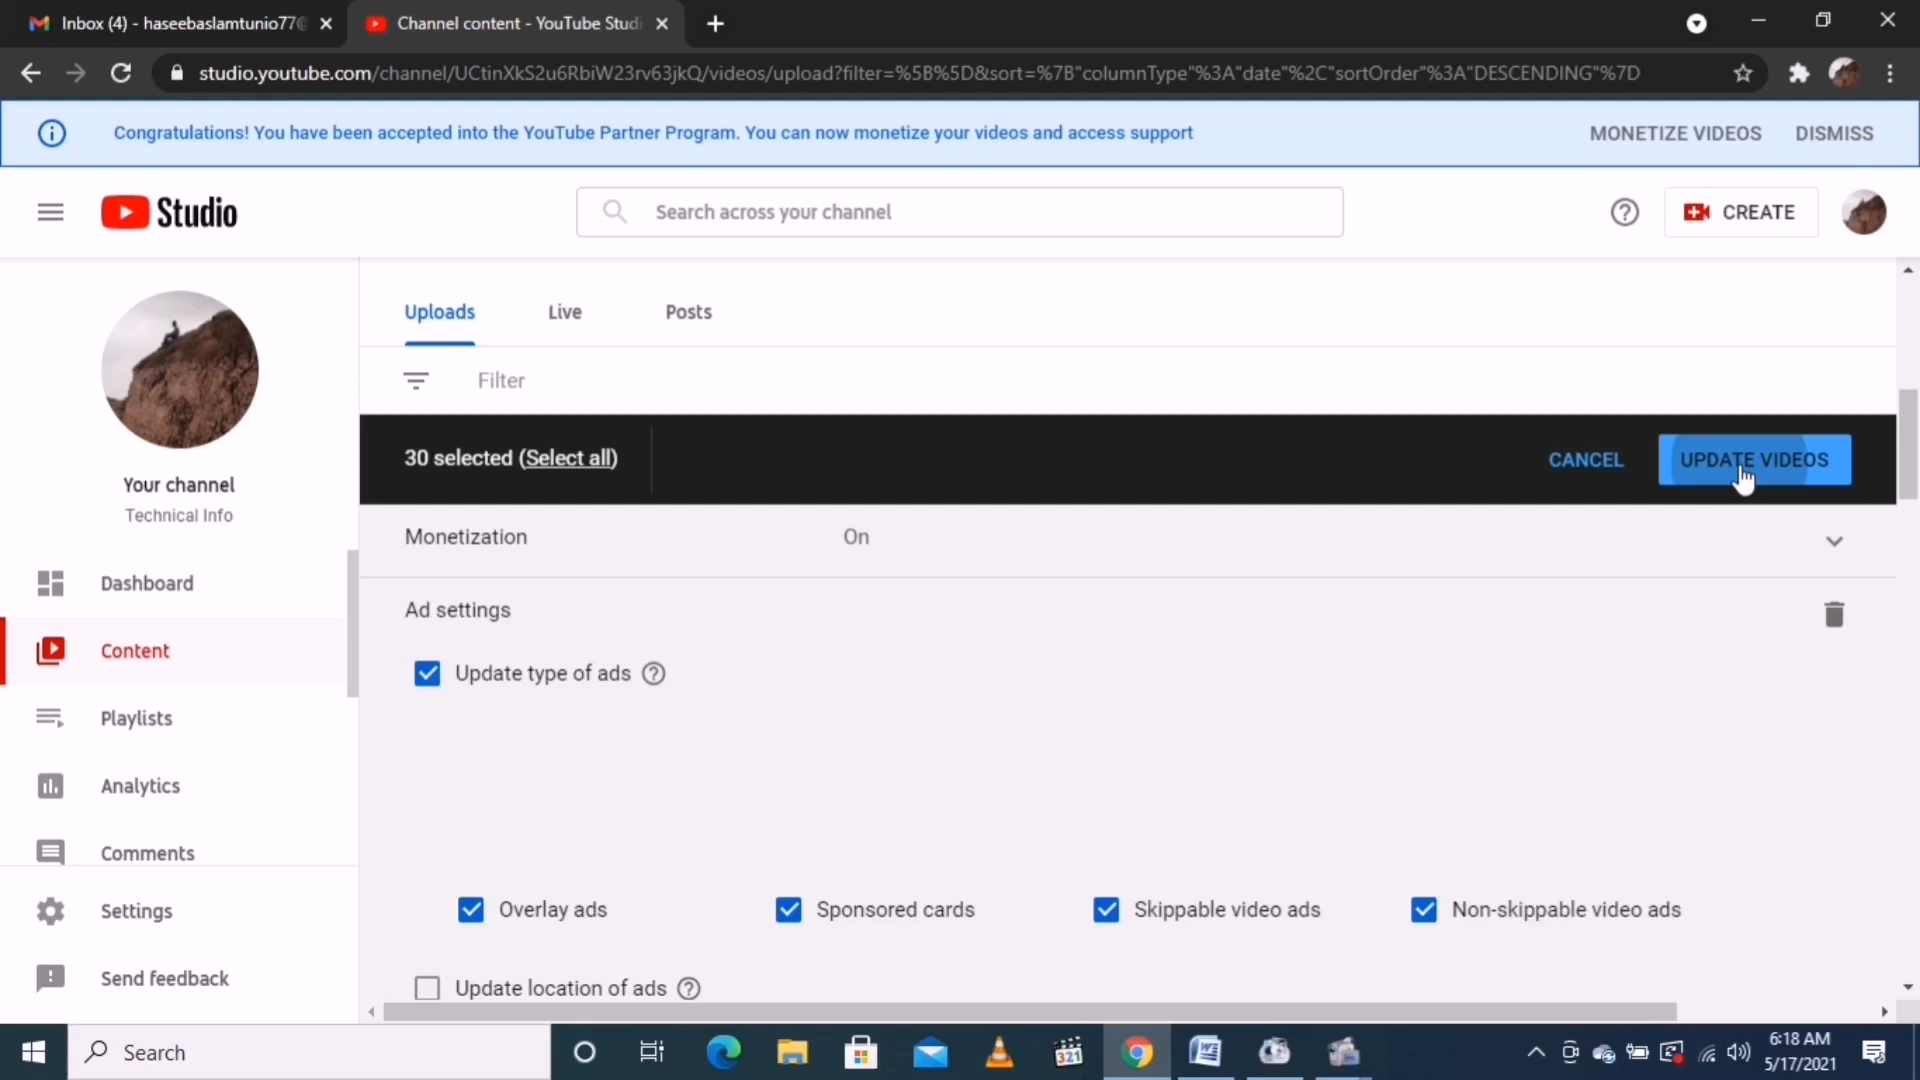 Inbox (4) - haseebaslamtunio77@
Channel content - YouTube Studi
studio.youtube.com/channel/UCtinXkS2u6RbiW23rv63jkQ/videos/upload?filter=%5B%5D&sort=%7B"columnType"%3A"date"%2C"sortOrder"%3A"DESCENDING"%7D
Congratulations! You have been accepted into the YouTube Partner Program. You can now monetize your videos and access support
MONETIZE VIDEOS
DISMISS
Studio
Search across your channel
CREATE
Uploads
Live
Posts
Filter
30 selected (Select all)
CANCEL
UPDATE VIDEOS
Your channel
Technical Info
Monetization
On
Ad settings
Update type of ads
Dashboard
Content
Playlists
Analytics
Comments
Settings
Send feedback
Overlay ads
Sponsored cards
Skippable video ads
Non-skippable video ads
Update location of ads
Search
321
6:18 AM
5/17/2021